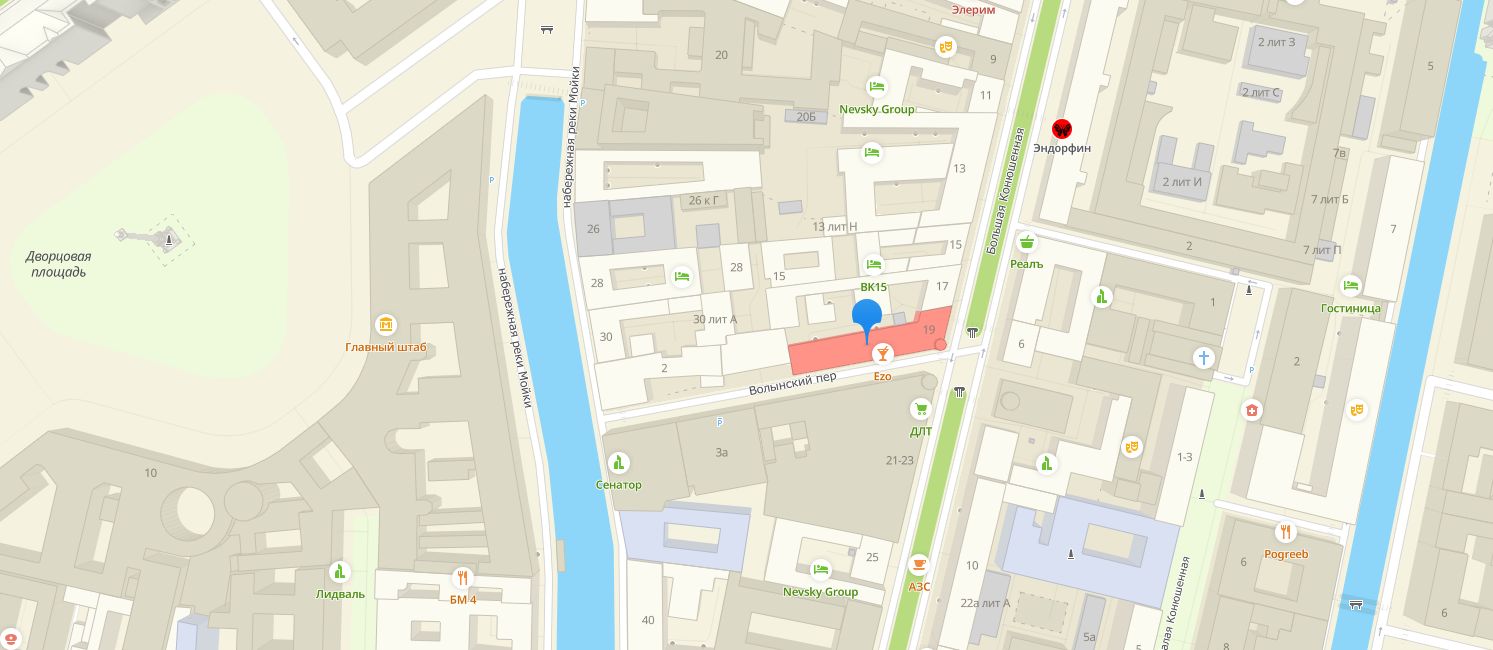 Элерим
2 лит З
20
9
5
Nevsky Group
11
2 лит С
20Б
набережная реки Мойки
Эндорфин
7в
13
2 лит И
Большая Конюшенная
26 к Г
7 лит Б
26
13 лит Н
7
Дворцовая
площадь
15
2
7 лит П
28
28
15
Реалъ
BK15
17
1
Гостиница
набережная реки Мойки
30 лит А
30
19
6
Главный штаб
2
Ezo
2
Волынский пер
ДЛТ
3а
21-23
1-3
10
Сенатор
25
Pogreeb
6
10
Лидваль
БМ 4
Nevsky Group
АЗС
22а лит А
Малая Конюшенная
40
5а
6
5
8